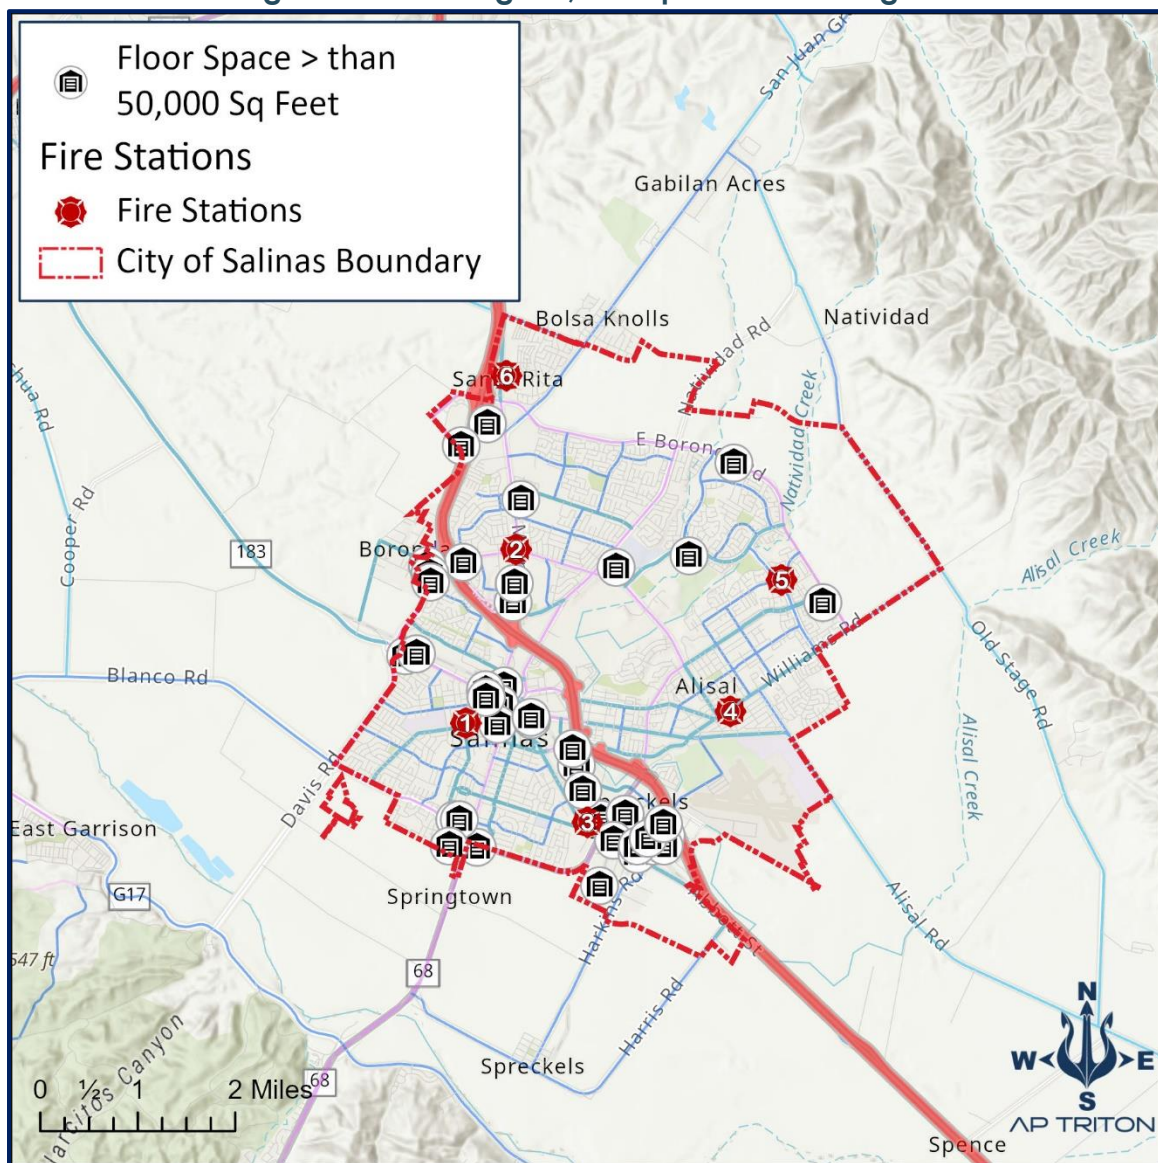 Floor Space > than
50,000 Sq Feet
Fire Stations
Fire Stations
City of Salinas Boundary
San Juan Gr
Gabilan Acres
Bolsa Knolls
Natividad
Natividad Rd
6
Rita
E Boron
Natividad Creek
Cooper Rd
183
2
5
Alisal Creek
Blanco Rd
Williams Rd
Old Stage Rd
Alisal
4
1
Salinas
Alisal Creek
Davis Rd
3
East Garrison
G17
Springtown
Harkins Rd
Abbott St
Alisal Rd
547 ft
68
Harris Rd
Spreckels
68
0 ½ 1 2 Miles
Canyon
N
W E
S
AP TRITON
Spence